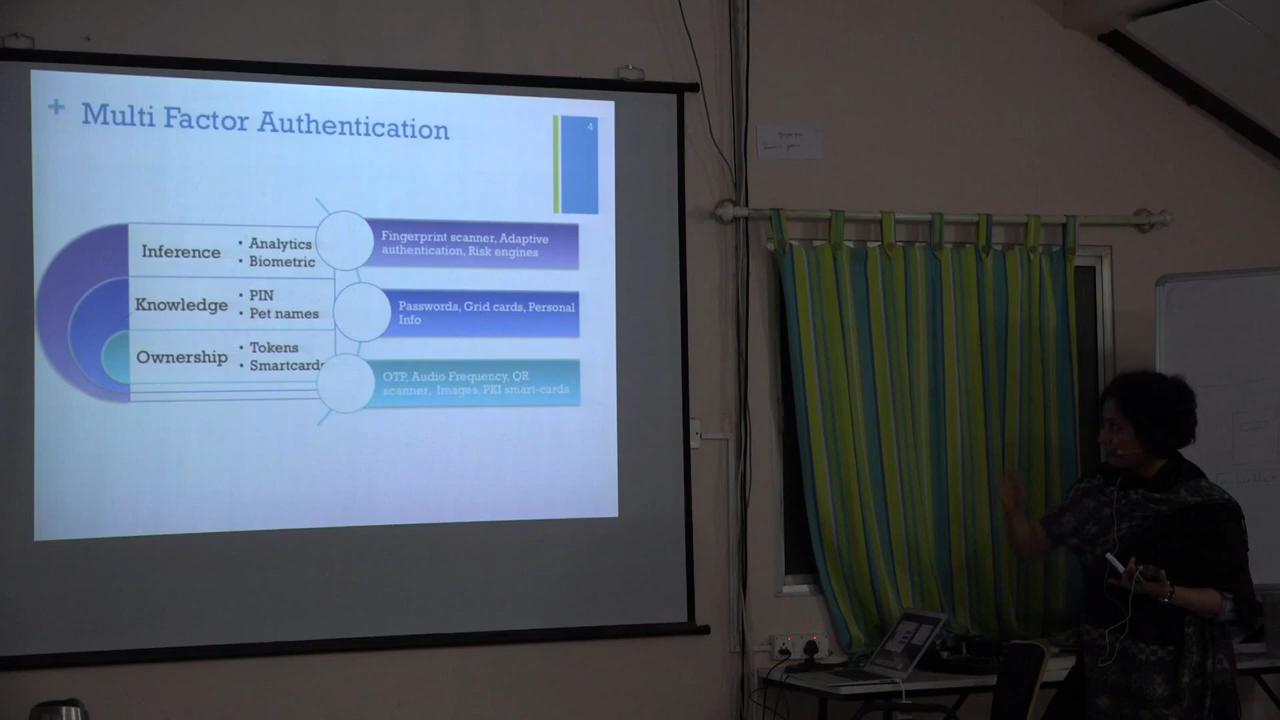 + Multi Factor Authentication
4
Inference
• Analytics
• Biometric
Fingerprint scanner, Adaptive
authentication, Risk engines
Knowledge
• PIN
• Pet names
Passwords, Grid cards, Personal
Info
Ownership
• Tokens
• Smartcards
OTP, Audio Frequency, QR
scanner, Images, PKI smart-cards